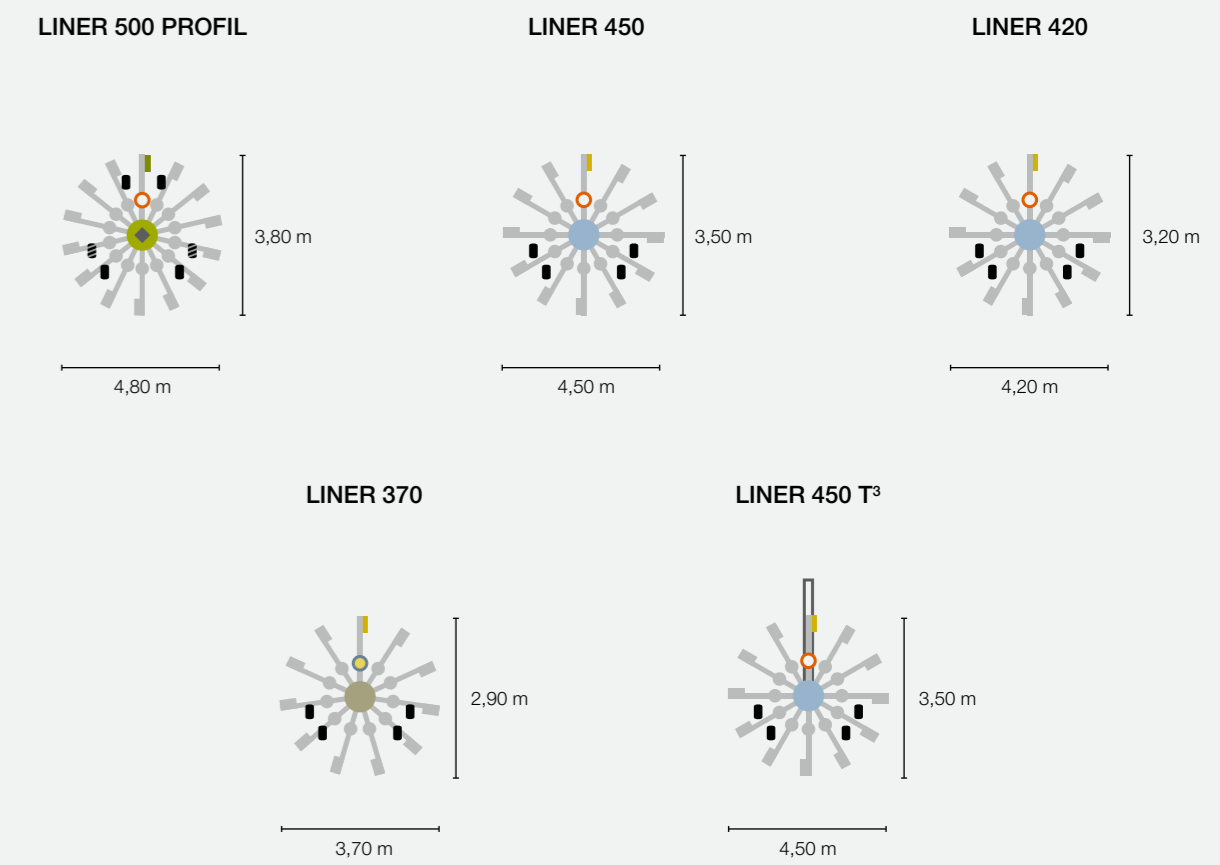 LINER 500 PROFIL
LINER 450
LINER 420
3,80 m
3,50 m
3,20 m
4,80 m
4,50 m
4,20 m
LINER 370
LINER 450 T³
2,90 m
3,50 m
3,70 m
4,50 m